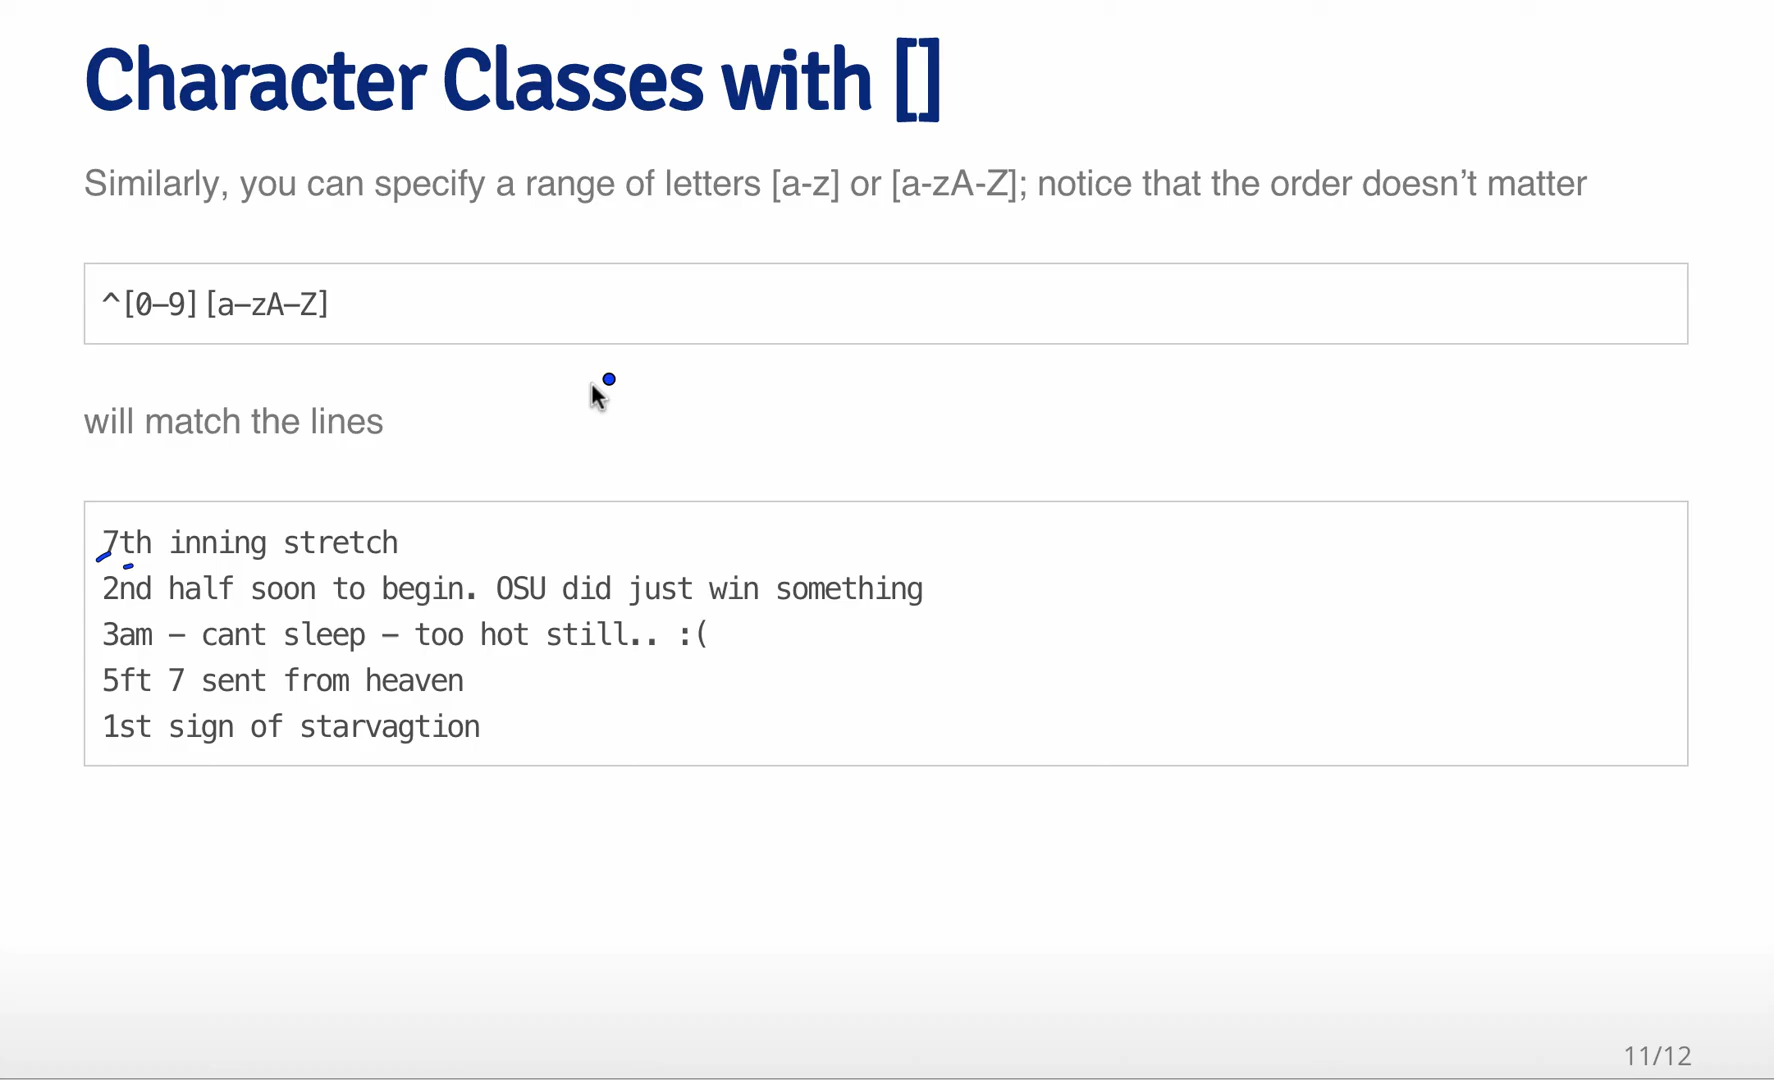 Character Classes with []
Similarly, you can specify a range of letters [a-z] or [a-zA-Z]; notice that the order doesn’t matter
^[0–9][a–zA–Z]
will match the lines
7th inning stretch
2nd half soon to begin. OSU did just win something
3am – cant sleep – too hot still.. :(
5ft 7 sent from heaven
1st sign of starvagtion
11/12